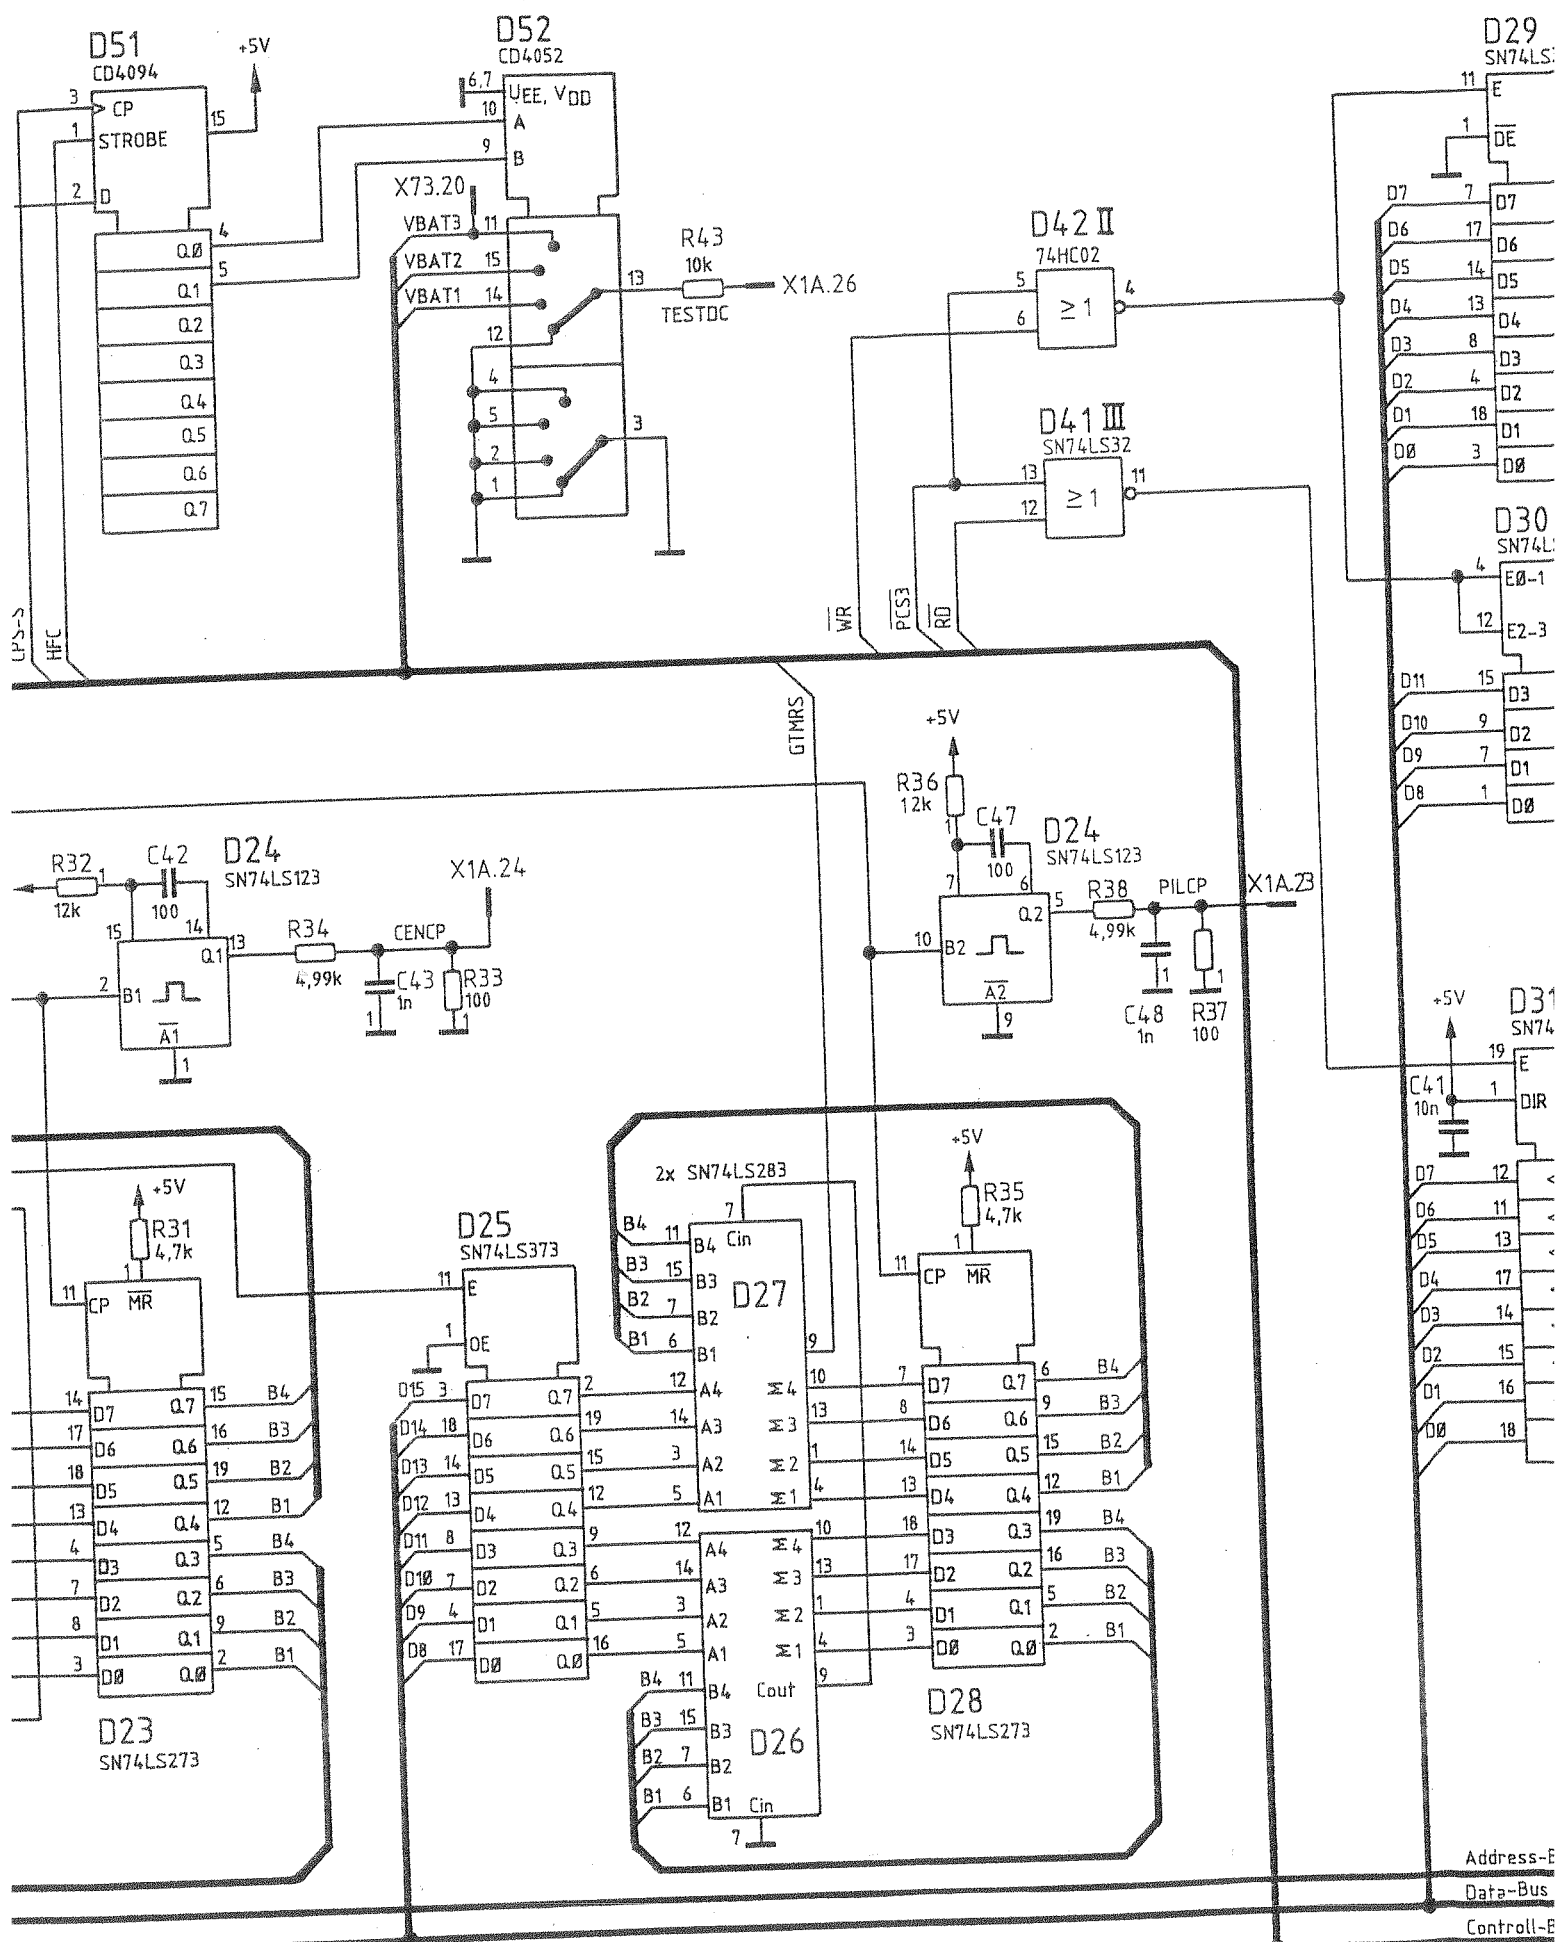 D51
CD4094
+5V
3
CP
1
STROBE
15
2
D
4
Q0
5
Q1
Q2
Q3
Q4
Q5
Q6
Q7
HFC
D52
CD4052
6,7
UEE, VDD
10
A
9
B
X73.20
VBAT3
11
VBAT2
15
VBAT1
14
12
13
R43
10k
TESTDC
X1A.26
4
5
2
1
3
D42 II
74HC02
5
6
≥1
4
D41 III
SN74LS32
13
12
≥1
11
WR
PCS3
RD
GTMRS
D29
11
E
1
DE
D7 7 D7
D6 17 D6
D5 14 D5
D4 13 D4
D3 8 D3
D2 4 D2
D1 18 D1
D0 3 D0
D30
4
E0-1
12
E2-3
D11 15 D3
D10 9 D2
D9 7 D1
D8 1 D0
R32
12k
1
C42
100
D24
SN74LS123
15
14
Q1
13
2
B1
A1
1
R34
4,99k
CENCP
X1A.24
C43
1n
1
R33
100
1
+5V
R36
12k
1
C47
100
D24
SN74LS123
7
6
Q2
5
10
B2
A2
9
R38
4,99k
PILCP
X1A.23
1
C48
1n
1
R37
100
+5V
C41
10n
D31
19
E
1
DIR
D7 12
D6 11
D5 13
D4 17
D3 14
D2 15
D1 16
D0 18
+5V
R31
4,7k
1
11
CP
MR
14 D7 Q7 15 B4
17 D6 Q6 16 B3
18 D5 Q5 19 B2
13 D4 Q4 12 B1
4 D3 Q3 5 B4
7 D2 Q2 6 B3
8 D1 Q1 9 B2
3 D0 Q0 2 B1
D23
SN74LS273
D25
SN74LS373
11
E
1
OE
D15 3 D7 Q7 2
D14 18 D6 Q6 19
D13 14 D5 Q5 15
D12 13 D4 Q4 12
D11 8 D3 Q3 9
D10 7 D2 Q2 6
D9 4 D1 Q1 5
D8 17 D0 Q0 16
2x SN74LS283
7
Cin
B4 11 B4
B3 15 B3
B2 7 B2
B1 6 B1
D27
9
12 A4 Σ4 10
14 A3 Σ3 13
3 A2 Σ2 1
5 A1 Σ1 4
12 A4 Σ4 10
14 A3 Σ3 13
3 A2 Σ2 1
5 A1 Σ1 4
B4 11 B4
Cout
9
B3 15 B3
D26
B2 7 B2
B1 6 B1
Cin
7
+5V
R35
4,7k
1
11
CP
MR
7 D7 Q7 6 B4
8 D6 Q6 9 B3
14 D5 Q5 15 B2
13 D4 Q4 12 B1
18 D3 Q3 19 B4
17 D2 Q2 16 B3
4 D1 Q1 5 B2
3 D0 Q0 2 B1
D28
SN74LS273
Address-B
Data-Bus
Controll-B